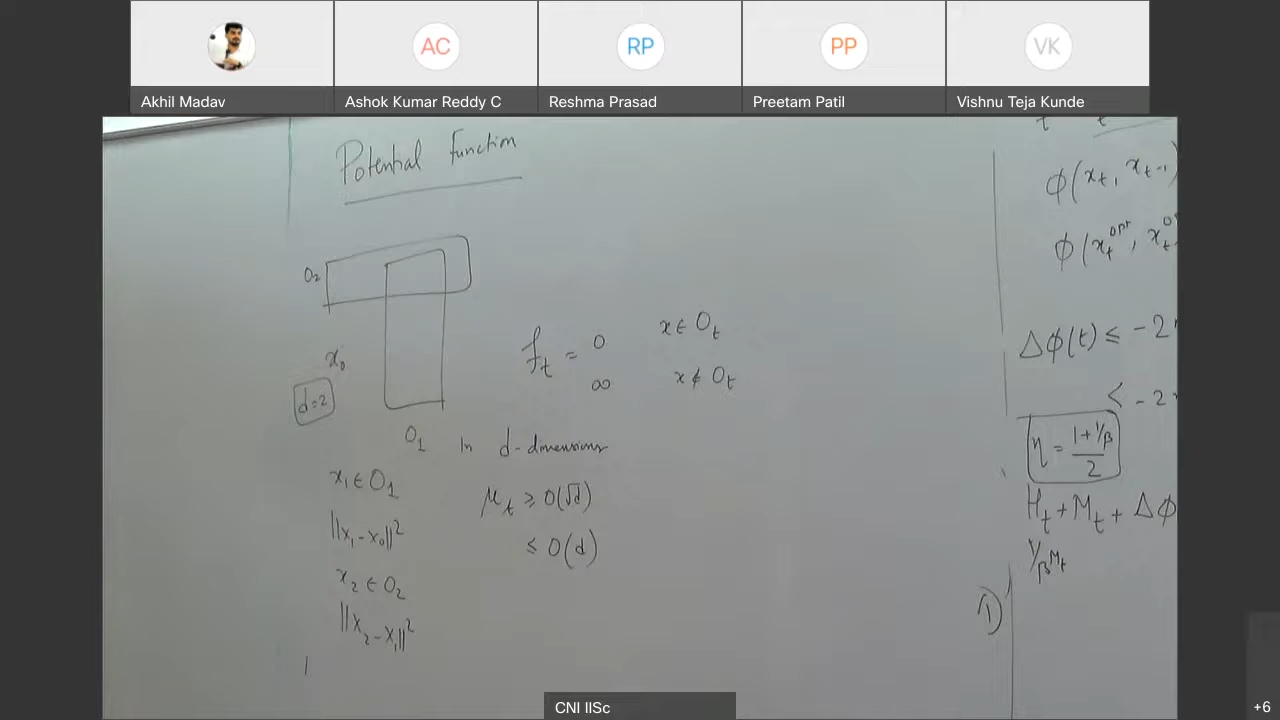 AC
RP
PP
VK
Akhil Madav
Ashok Kumar Reddy C
Reshma Prasad
Preetam Patil
Vishnu Teja Kunde
Potential function
O₂
x₀
d=2
O₁
f_t = 0 x ∈ O_t
∞ x ∉ O_t
In d-dimensions
x₁ ∈ O₁
||x₁ - x₀||²
x₂ ∈ O₂
||x₂ - x₁||²
μ_t ≥ O(√d)
≤ O(d)
ϕ(x_t, x_{t-1})
ϕ(x_t^{opt}, x_t
Δϕ(t) ≤ -2
≤ -2
η = (1+1/β)/2
H_t + M_t + Δϕ
1/β M_t
1)
CNI IISc
+6